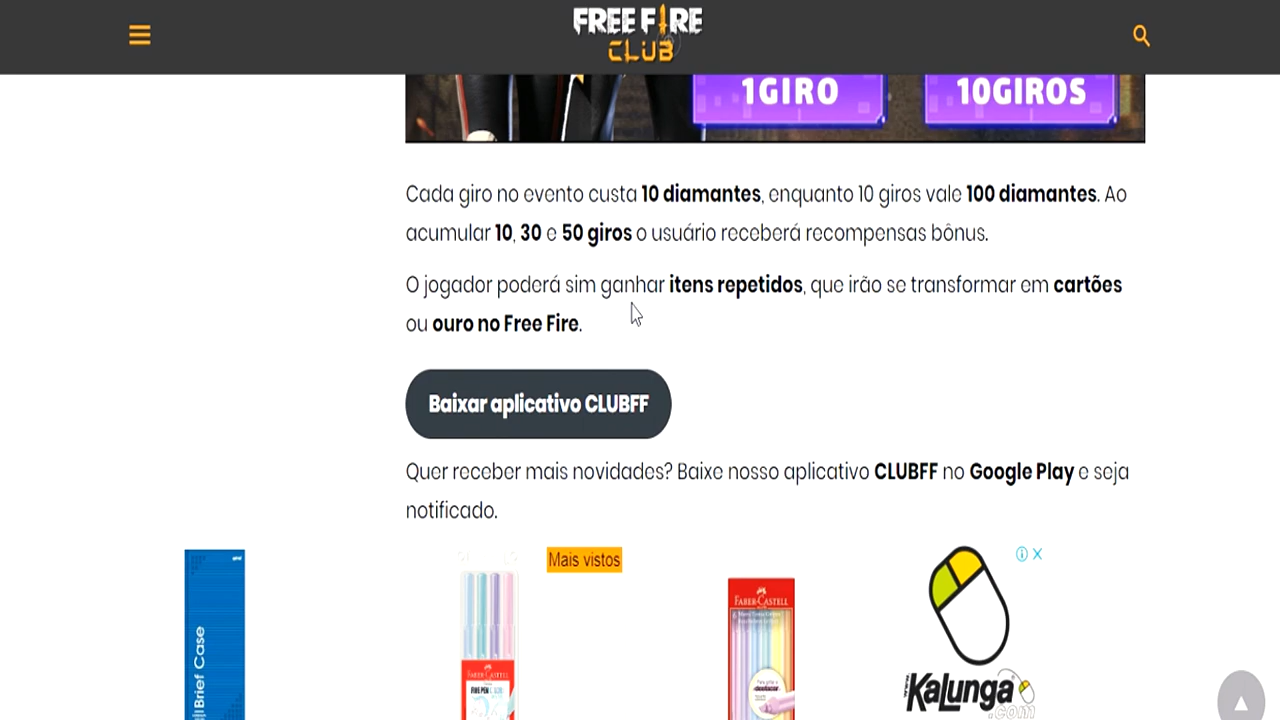 FREE FIRE
CLUB
1GIRO
10GIROS
Cada giro no evento custa 10 diamantes, enquanto 10 giros vale 100 diamantes. Ao
acumular 10, 30 e 50 giros o usuário receberá recompensas bônus.
O jogador poderá sim ganhar itens repetidos, que irão se transformar em cartões
ou ouro no Free Fire.
Baixar aplicativo CLUBFF
Quer receber mais novidades? Baixe nosso aplicativo CLUBFF no Google Play e seja
notificado.
Mais vistos
Brief Case
FABER-CASTELL
FABER-CASTELL
Kalunga
.com